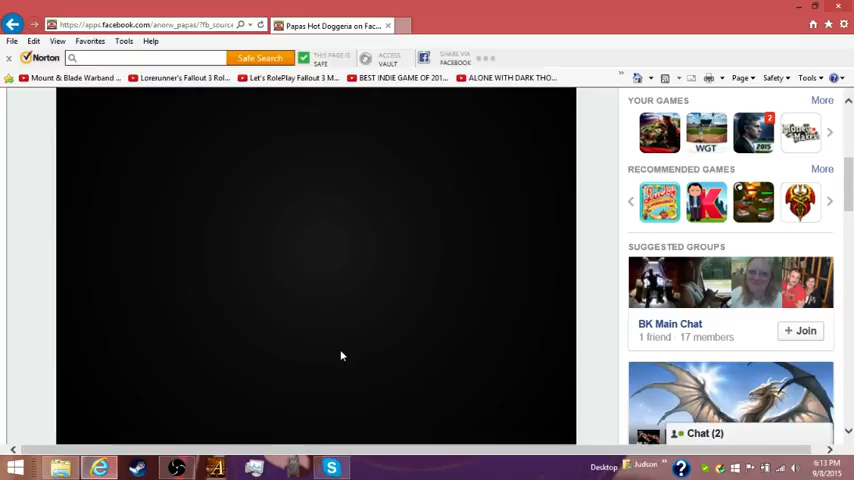 https://apps.facebook.com/anorw_papas/?fb_source
Papas Hot Doggeria on Fac...
File Edit View Favorites Tools Help
Norton Safe Search THIS PAGE IS SAFE ACCESS VAULT SHARE VIA FACEBOOK
Mount & Blade Warband ... Lorerunner's Fallout 3 Rol... Let's RolePlay Fallout 3 M... BEST INDIE GAME OF 201... ALONE WITH DARK THO... Page Safety Tools
YOUR GAMES More
WGT 2 2015
RECOMMENDED GAMES More
K
SUGGESTED GROUPS
BK Main Chat
1 friend · 17 members
+ Join
Chat (2)
Desktop Judson 6:13 PM
9/8/2015